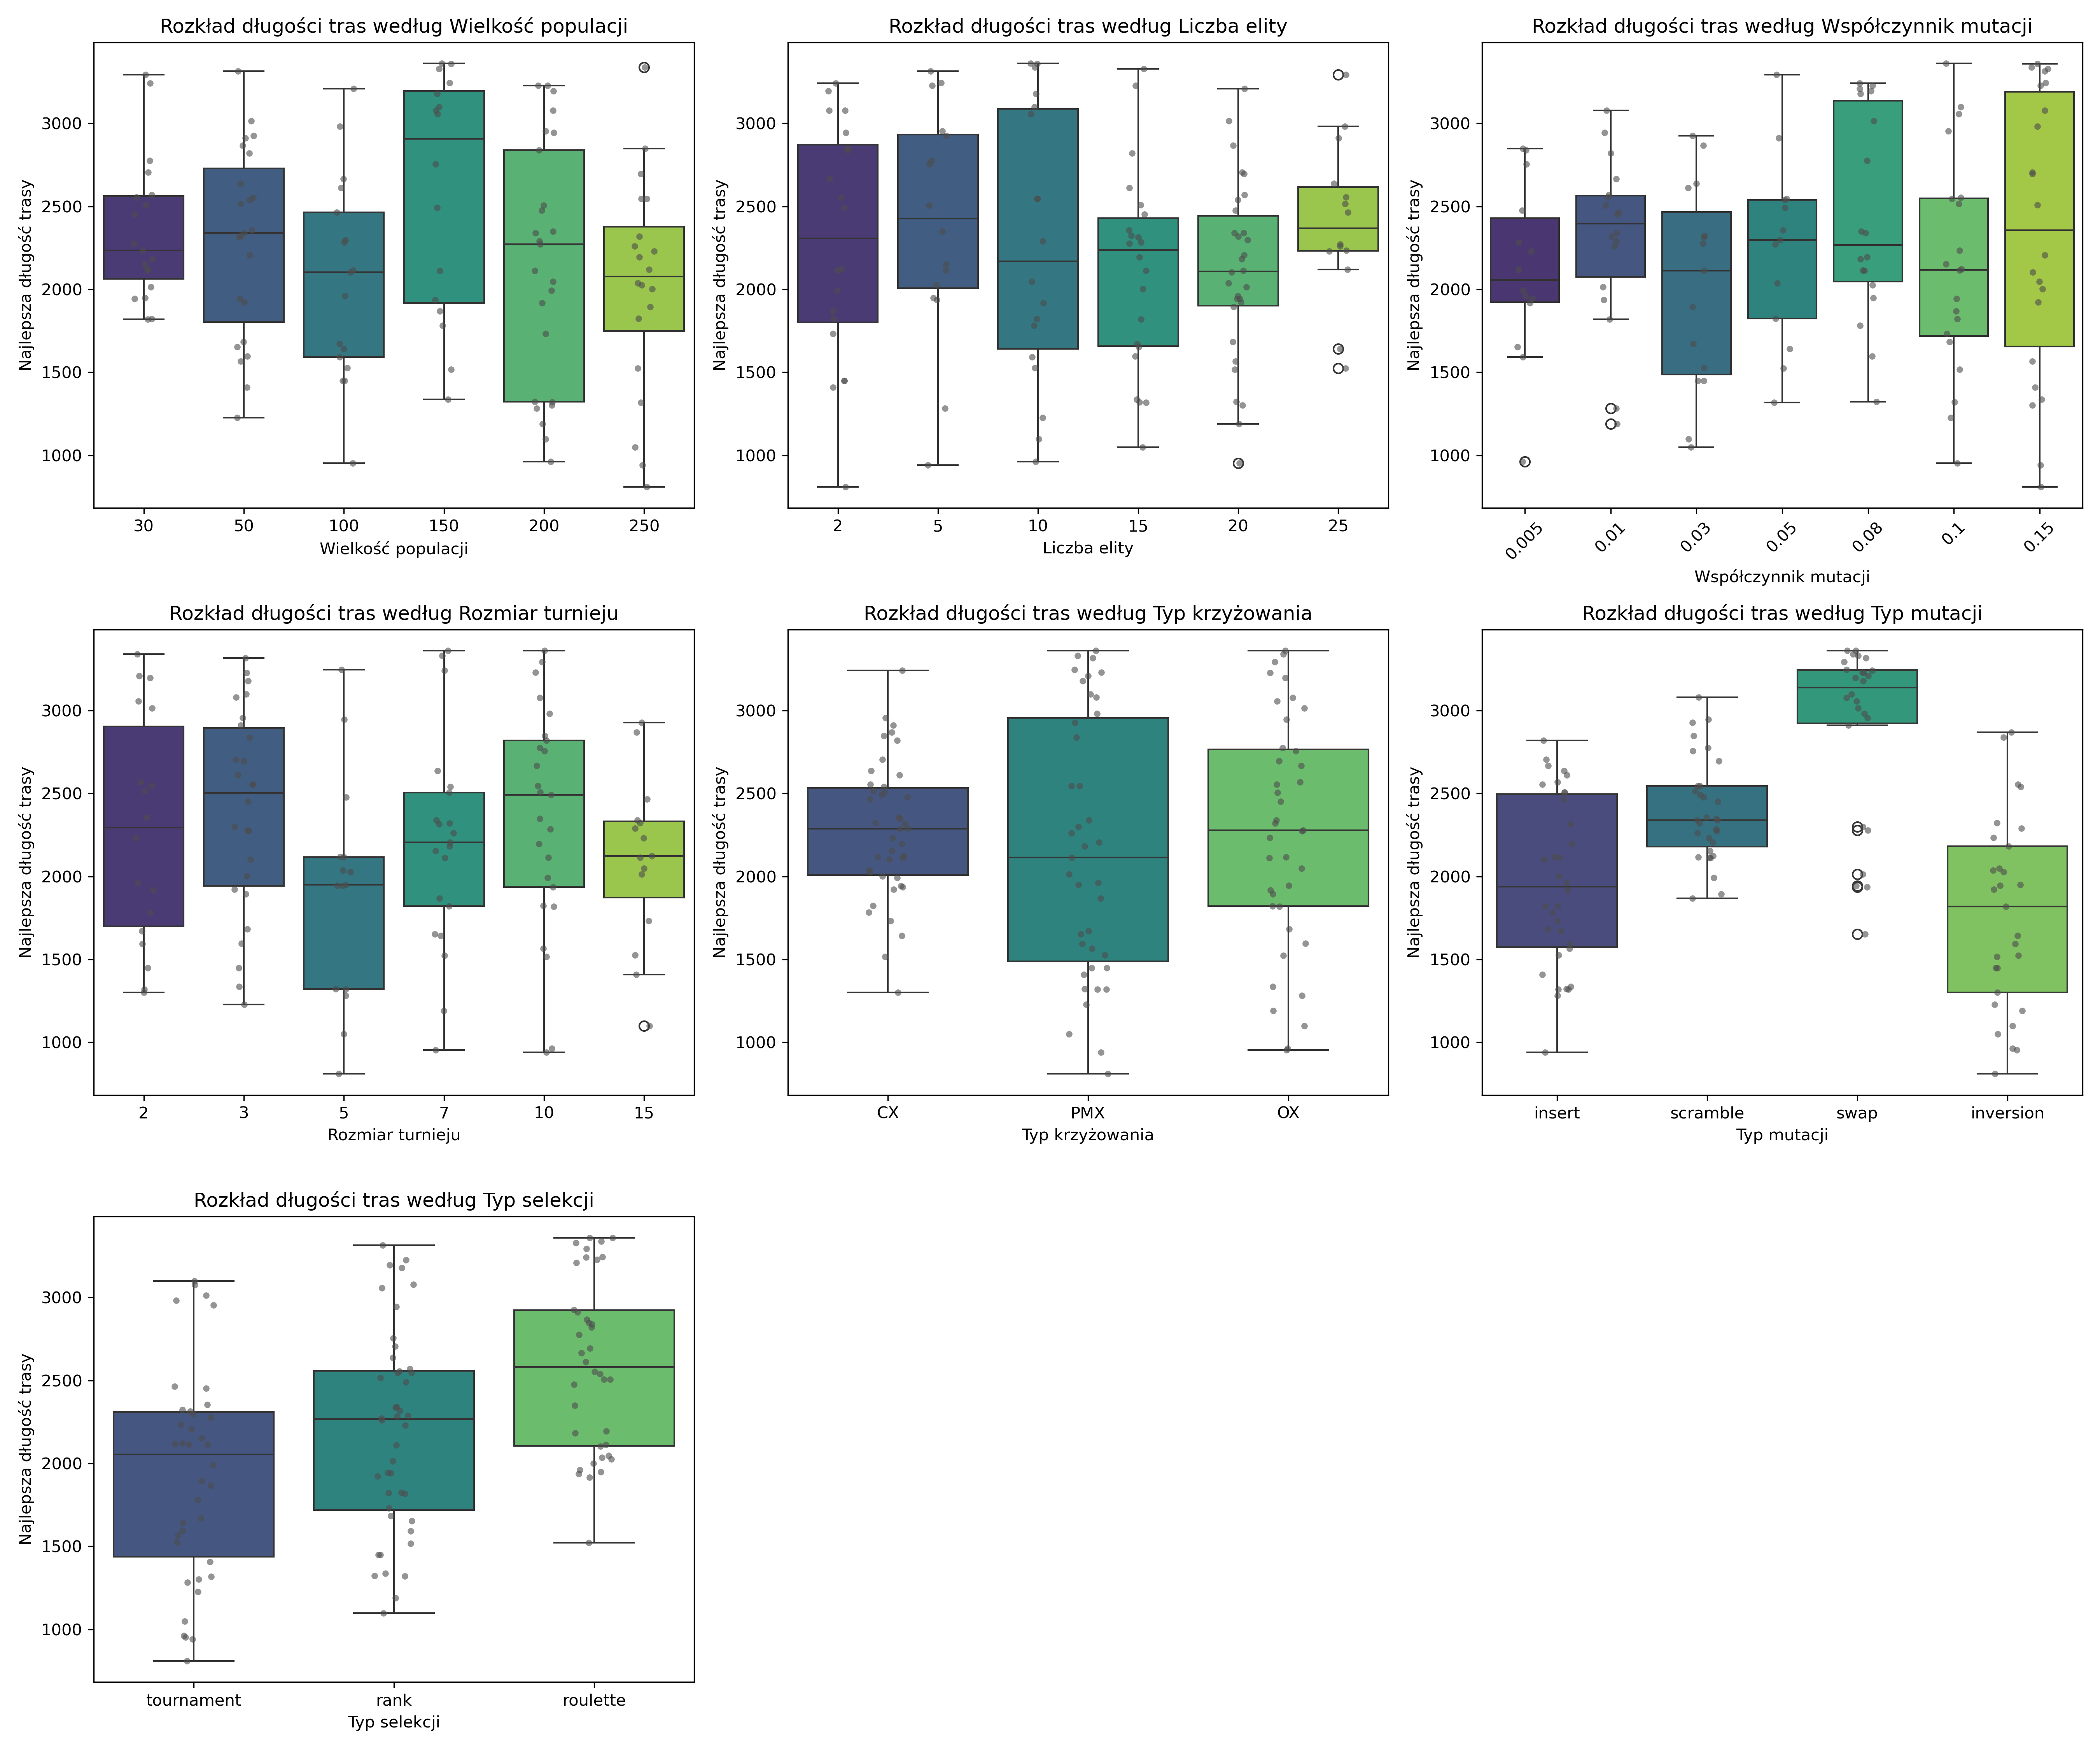 Rozkład długości tras według Wielkość populacji
Najlepsza długość trasy
3000
2500
2000
1500
1000
30 50 100 150 200 250
Wielkość populacji
Rozkład długości tras według Liczba elity
Najlepsza długość trasy
3000
2500
2000
1500
1000
2 5 10 15 20 25
Liczba elity
Rozkład długości tras według Współczynnik mutacji
Najlepsza długość trasy
3000
2500
2000
1500
1000
0.005 0.01 0.03 0.05 0.08 0.1 0.15
Współczynnik mutacji
Rozkład długości tras według Rozmiar turnieju
Najlepsza długość trasy
3000
2500
2000
1500
1000
2 3 5 7 10 15
Rozmiar turnieju
Rozkład długości tras według Typ krzyżowania
Najlepsza długość trasy
3000
2500
2000
1500
1000
CX PMX OX
Typ krzyżowania
Rozkład długości tras według Typ mutacji
Najlepsza długość trasy
3000
2500
2000
1500
1000
insert scramble swap inversion
Typ mutacji
Rozkład długości tras według Typ selekcji
Najlepsza długość trasy
3000
2500
2000
1500
1000
tournament rank roulette
Typ selekcji